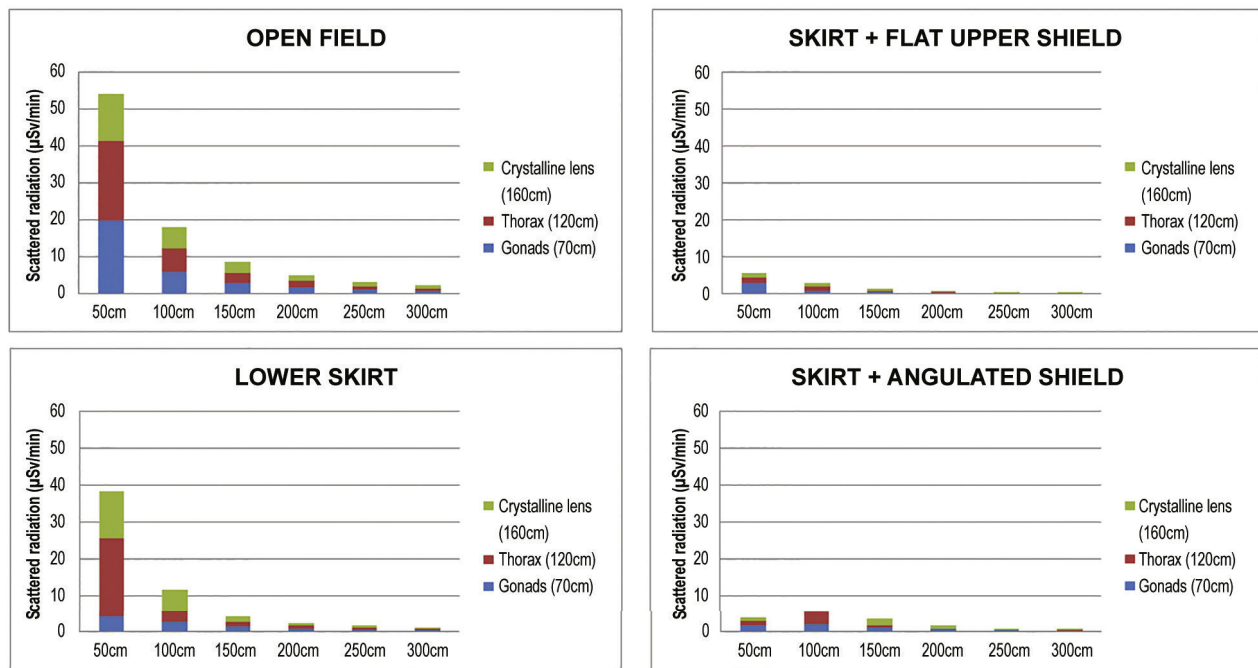 OPEN FIELD
Scattered radiation (µSv/min)
60
50
40
30
20
10
0
50cm 100cm 150cm 200cm 250cm 300cm
Crystalline lens
(160cm)
Thorax (120cm)
Gonads (70cm)
SKIRT + FLAT UPPER SHIELD
Scattered radiation (µSv/min)
60
50
40
30
20
10
0
50cm 100cm 150cm 200cm 250cm 300cm
Crystalline lens
(160cm)
Thorax (120cm)
Gonads (70cm)
LOWER SKIRT
Scattered radiation (µSv/min)
60
50
40
30
20
10
0
50cm 100cm 150cm 200cm 250cm 300cm
Crystalline lens
(160cm)
Thorax (120cm)
Gonads (70cm)
SKIRT + ANGULATED SHIELD
Scattered radiation (µSv/min)
60
50
40
30
20
10
0
50cm 100cm 150cm 200cm 250cm 300cm
Crystalline lens
(160cm)
Thorax (120cm)
Gonads (70cm)